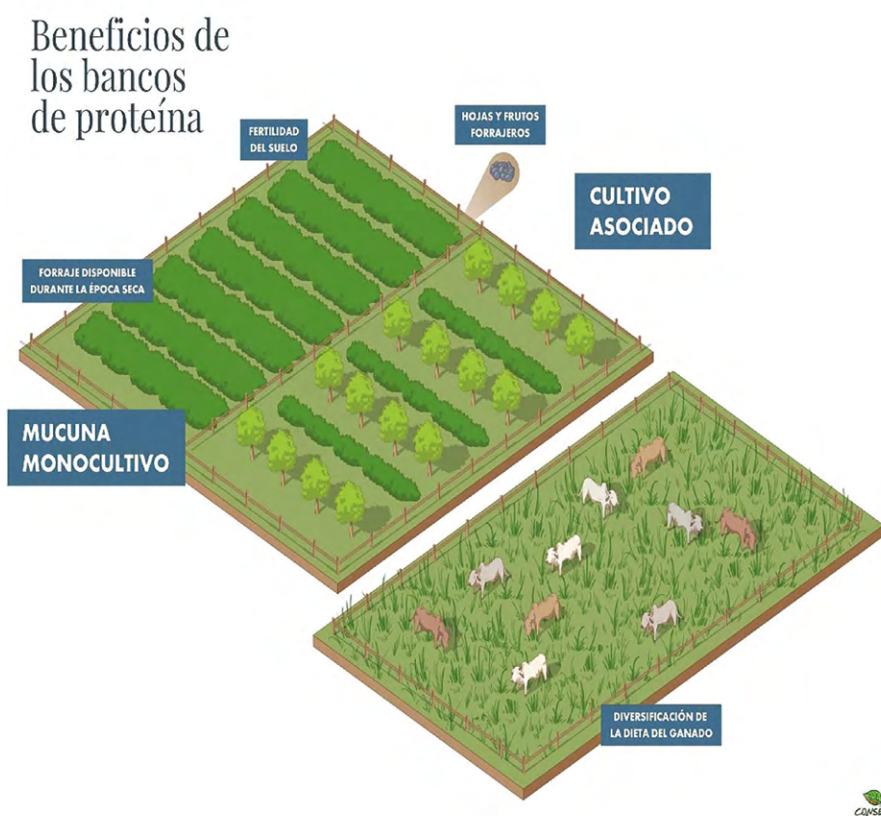 Beneficios de
los bancos
de proteína
FERTILIDAD
DEL SUELO
HOJAS Y FRUTOS
FORRAJEROS
CULTIVO
ASOCIADO
FORRAJE DISPONIBLE
DURANTE LA ÉPOCA SECA
MUCUNA
MONOCULTIVO
DIVERSIFICACIÓN DE
LA DIETA DEL GANADO